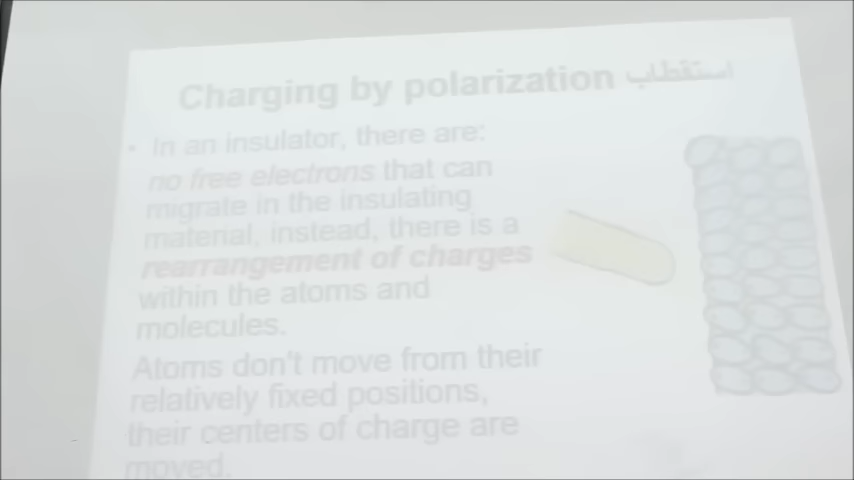 Charging by polarization استقطاب
• In an insulator, there are:
no free electrons that can
migrate in the insulating
material, instead, there is a
rearrangement of charges
within the atoms and
molecules.
Atoms don't move from their
relatively fixed positions,
their centers of charge are
moved.